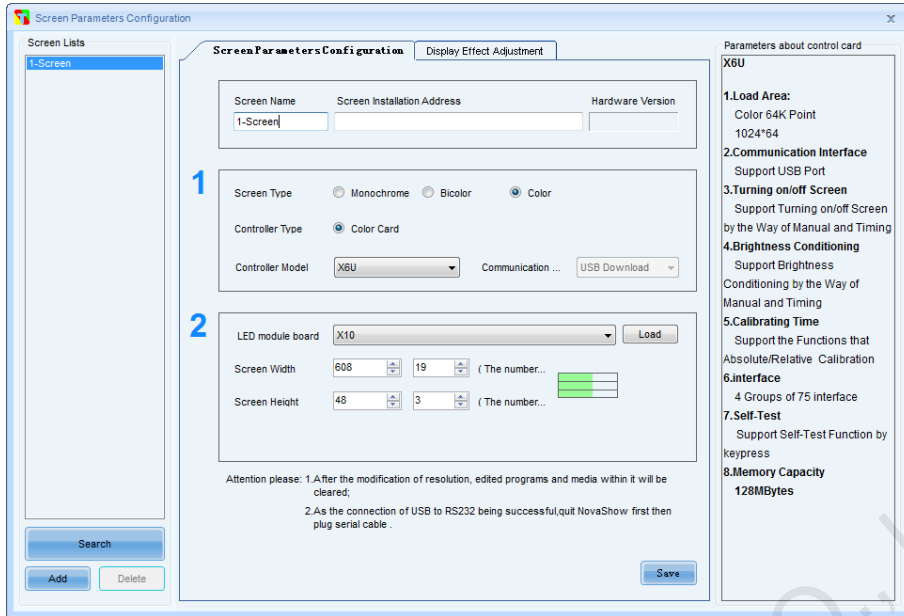 Screen Parameters Configuration
X
Screen Lists
1-Screen
Search
Add
Delete
ScreenParametersConfiguration
Display Effect Adjustment
Screen Name
Screen Installation Address
Hardware Version
1-Screen
1
Screen Type
Monochrome
Bicolor
Color
Controller Type
Color Card
Controller Model
X6U
Communication ...
USB Download
2
LED module board
X10
Load
Screen Width
608
19
( The number...
Screen Height
48
3
( The number...
Attention please: 1.After the modification of resolution, edited programs and media within it will be
cleared;
2.As the connection of USB to RS232 being successful,quit NovaShow first then
plug serial cable .
Save
Parameters about control card
X6U
1.Load Area:
Color 64K Point
1024*64
2.Communication Interface
Support USB Port
3.Turning on/off Screen
Support Turning on/off Screen
by the Way of Manual and Timing
4.Brightness Conditioning
Support Brightness
Conditioning by the Way of
Manual and Timing
5.Calibrating Time
Support the Functions that
Absolute/Relative Calibration
6.interface
4 Groups of 75 interface
7.Self-Test
Support Self-Test Function by
keypress
8.Memory Capacity
128MBytes